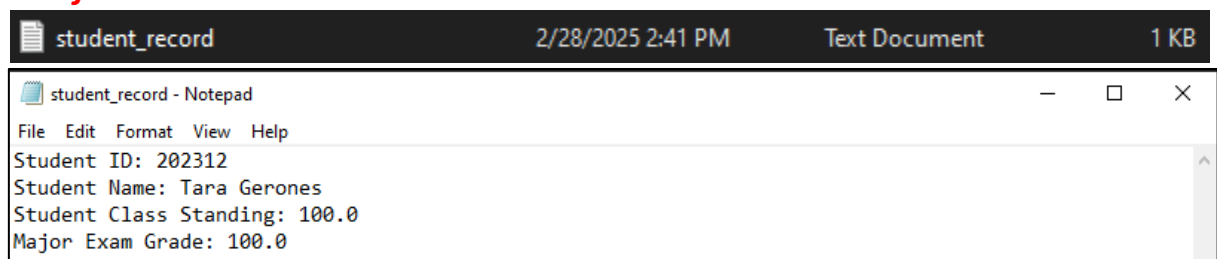 student_record 2/28/2025 2:41 PM Text Document 1 KB
student_record - Notepad
File Edit Format View Help
Student ID: 202312
Student Name: Tara Gerones
Student Class Standing: 100.0
Major Exam Grade: 100.0